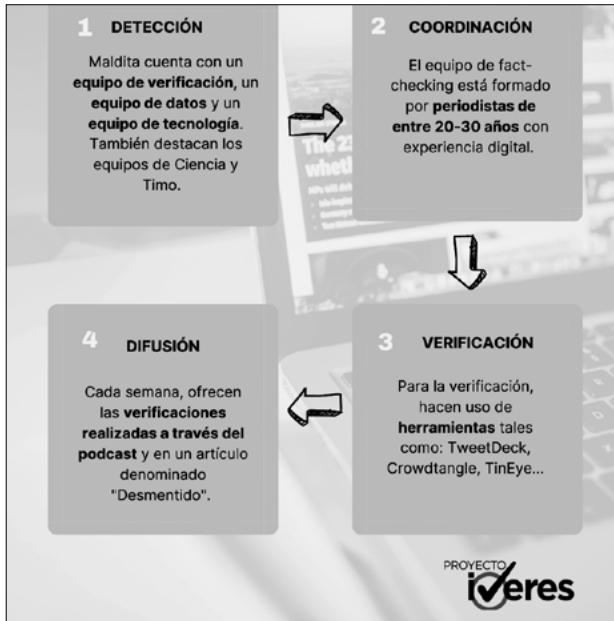 1 DETECCIÓN
Maldita cuenta con un
equipo de verificación, un
equipo de datos y un
equipo de tecnología.
También destacan los
equipos de Ciencia y
Timo.
2 COORDINACIÓN
El equipo de fact-
checking está formado
por periodistas de
entre 20-30 años con
experiencia digital.
3 VERIFICACIÓN
Para la verificación,
hacen uso de
herramientas tales
como: TweetDeck,
Crowdtangle, TinEye...
4 DIFUSIÓN
Cada semana, ofrecen
las verificaciones
realizadas a través del
podcast y en un artículo
denominado
"Desmentido".
The 2
wheth
PROYECTO
iveres